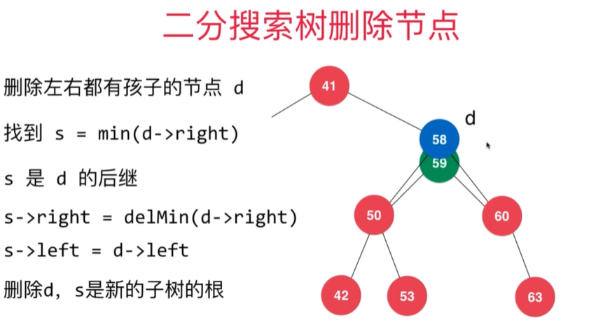 二分搜索树删除节点
删除左右都有孩子的节点 d
找到 s = min(d->right)
s 是 d 的后继
s->right = delMin(d->right)
s->left = d->left
删除d，s是新的子树的根
41
d
58
59
50
60
42
53
63